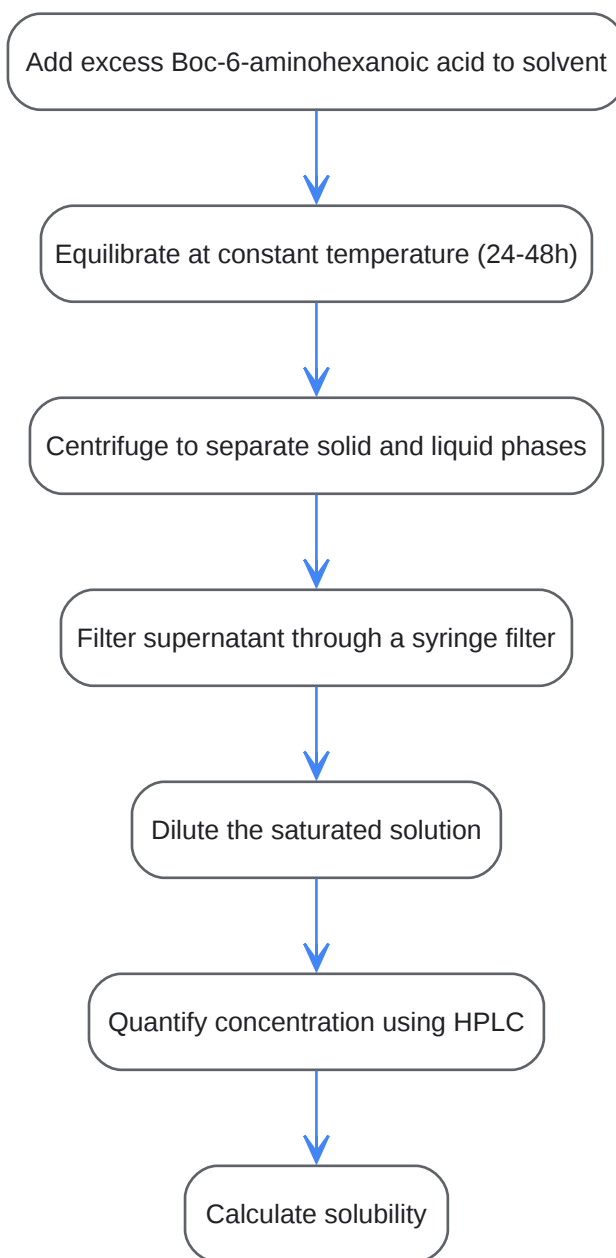 Add excess Boc-6-aminohexanoic acid to solvent
Equilibrate at constant temperature (24-48h)
Centrifuge to separate solid and liquid phases
Filter supernatant through a syringe filter
Dilute the saturated solution
Quantify concentration using HPLC
Calculate solubility